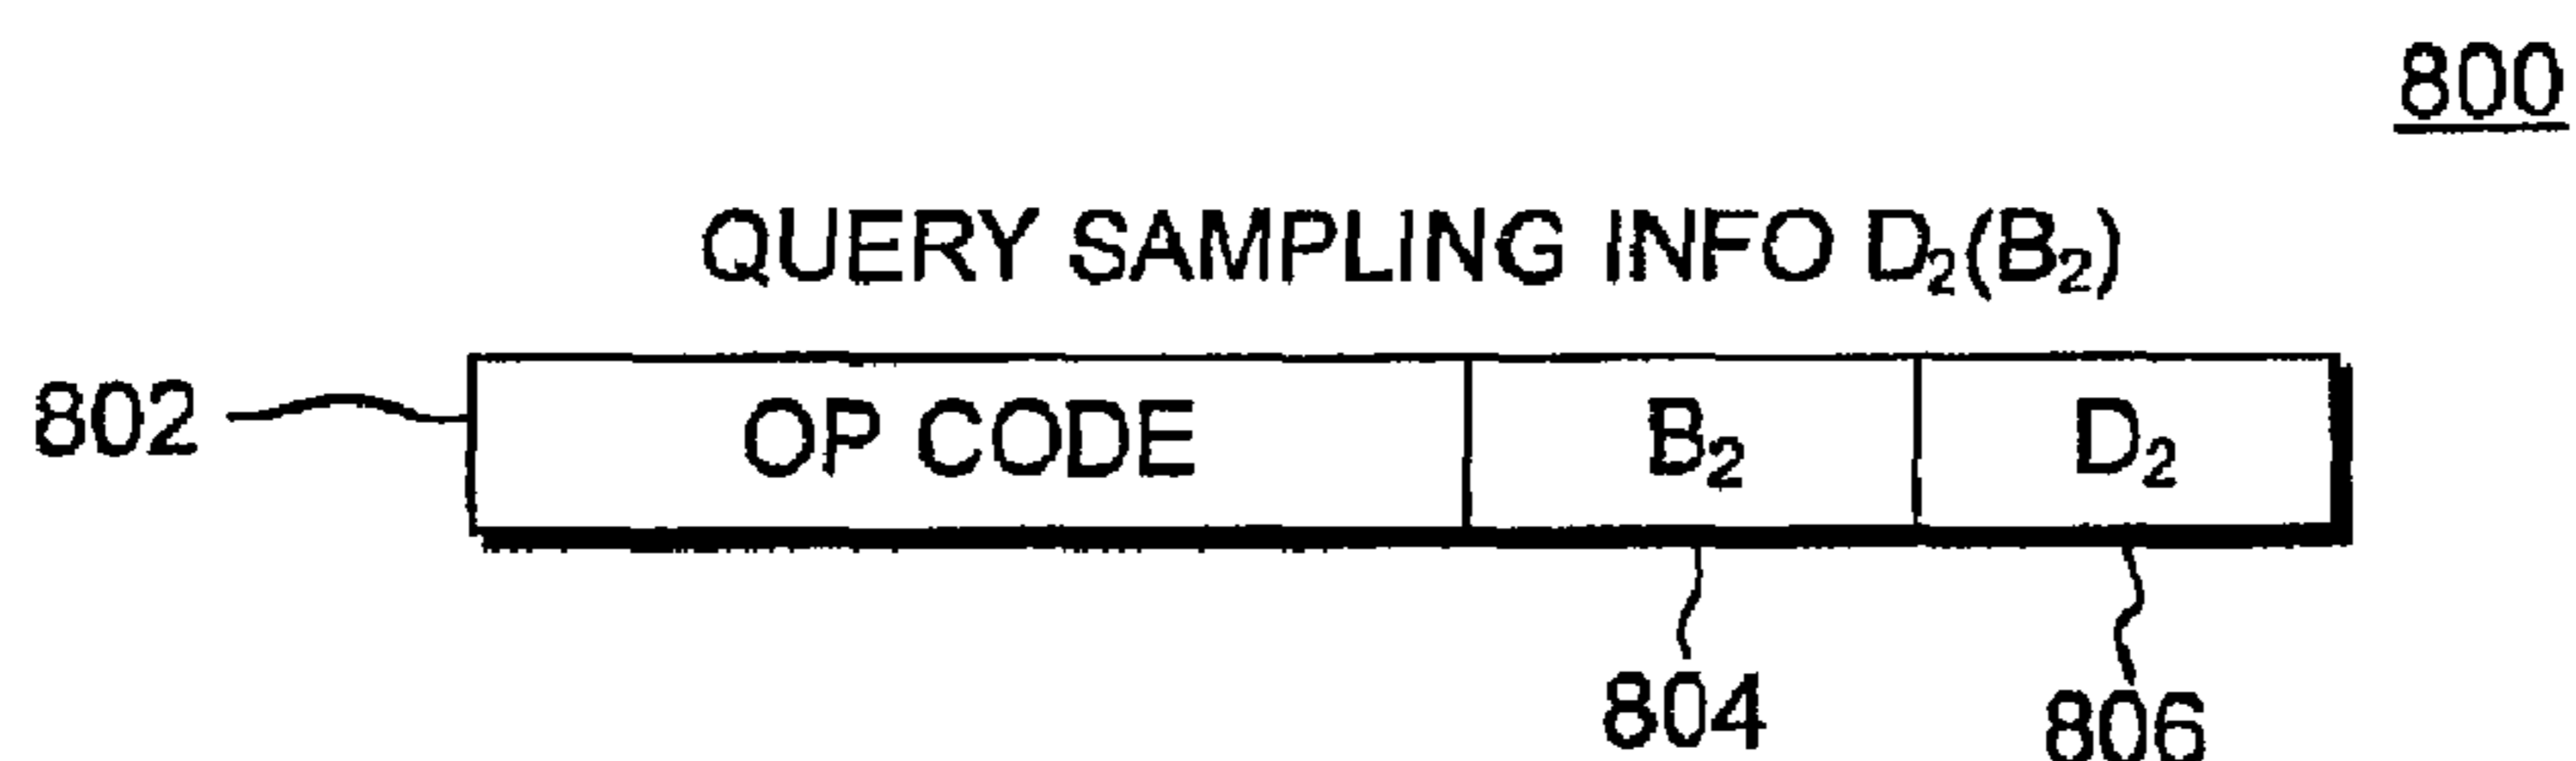 800
QUERY SAMPLING INFO D₂(B₂)
802 OP CODE B₂ D₂
804 806